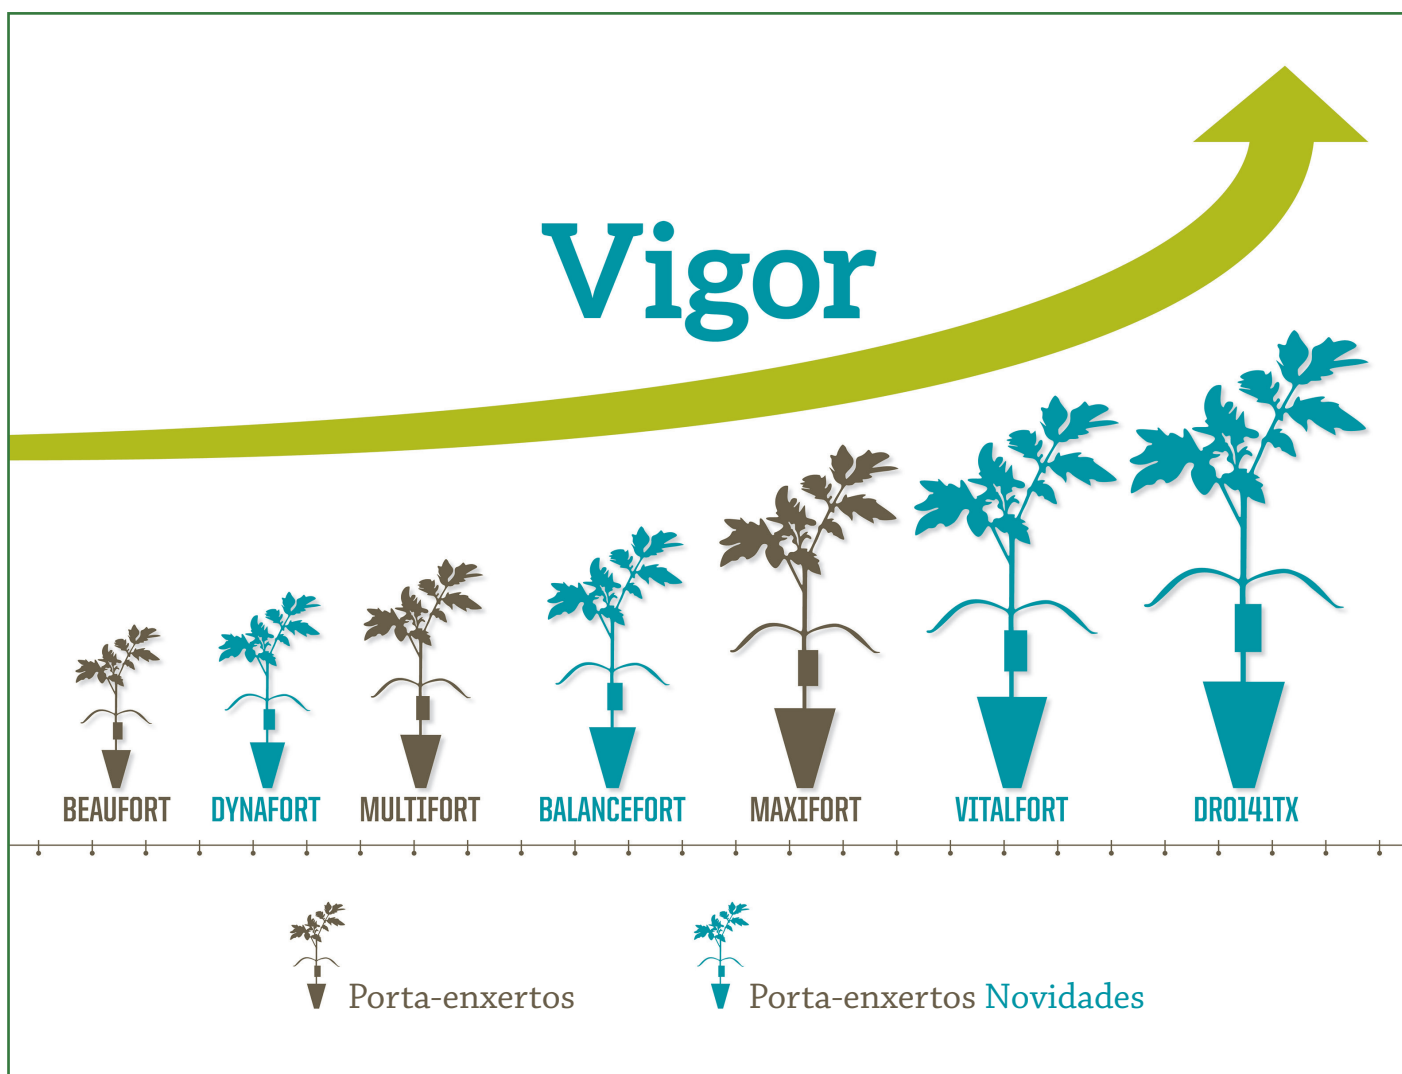 Vigor
BEAUFORT DYNAFORT MULTIFORT BALANCEFORT MAXIFORT VITALFORT DR0141TX
Porta-enxertos Porta-enxertos Novidades